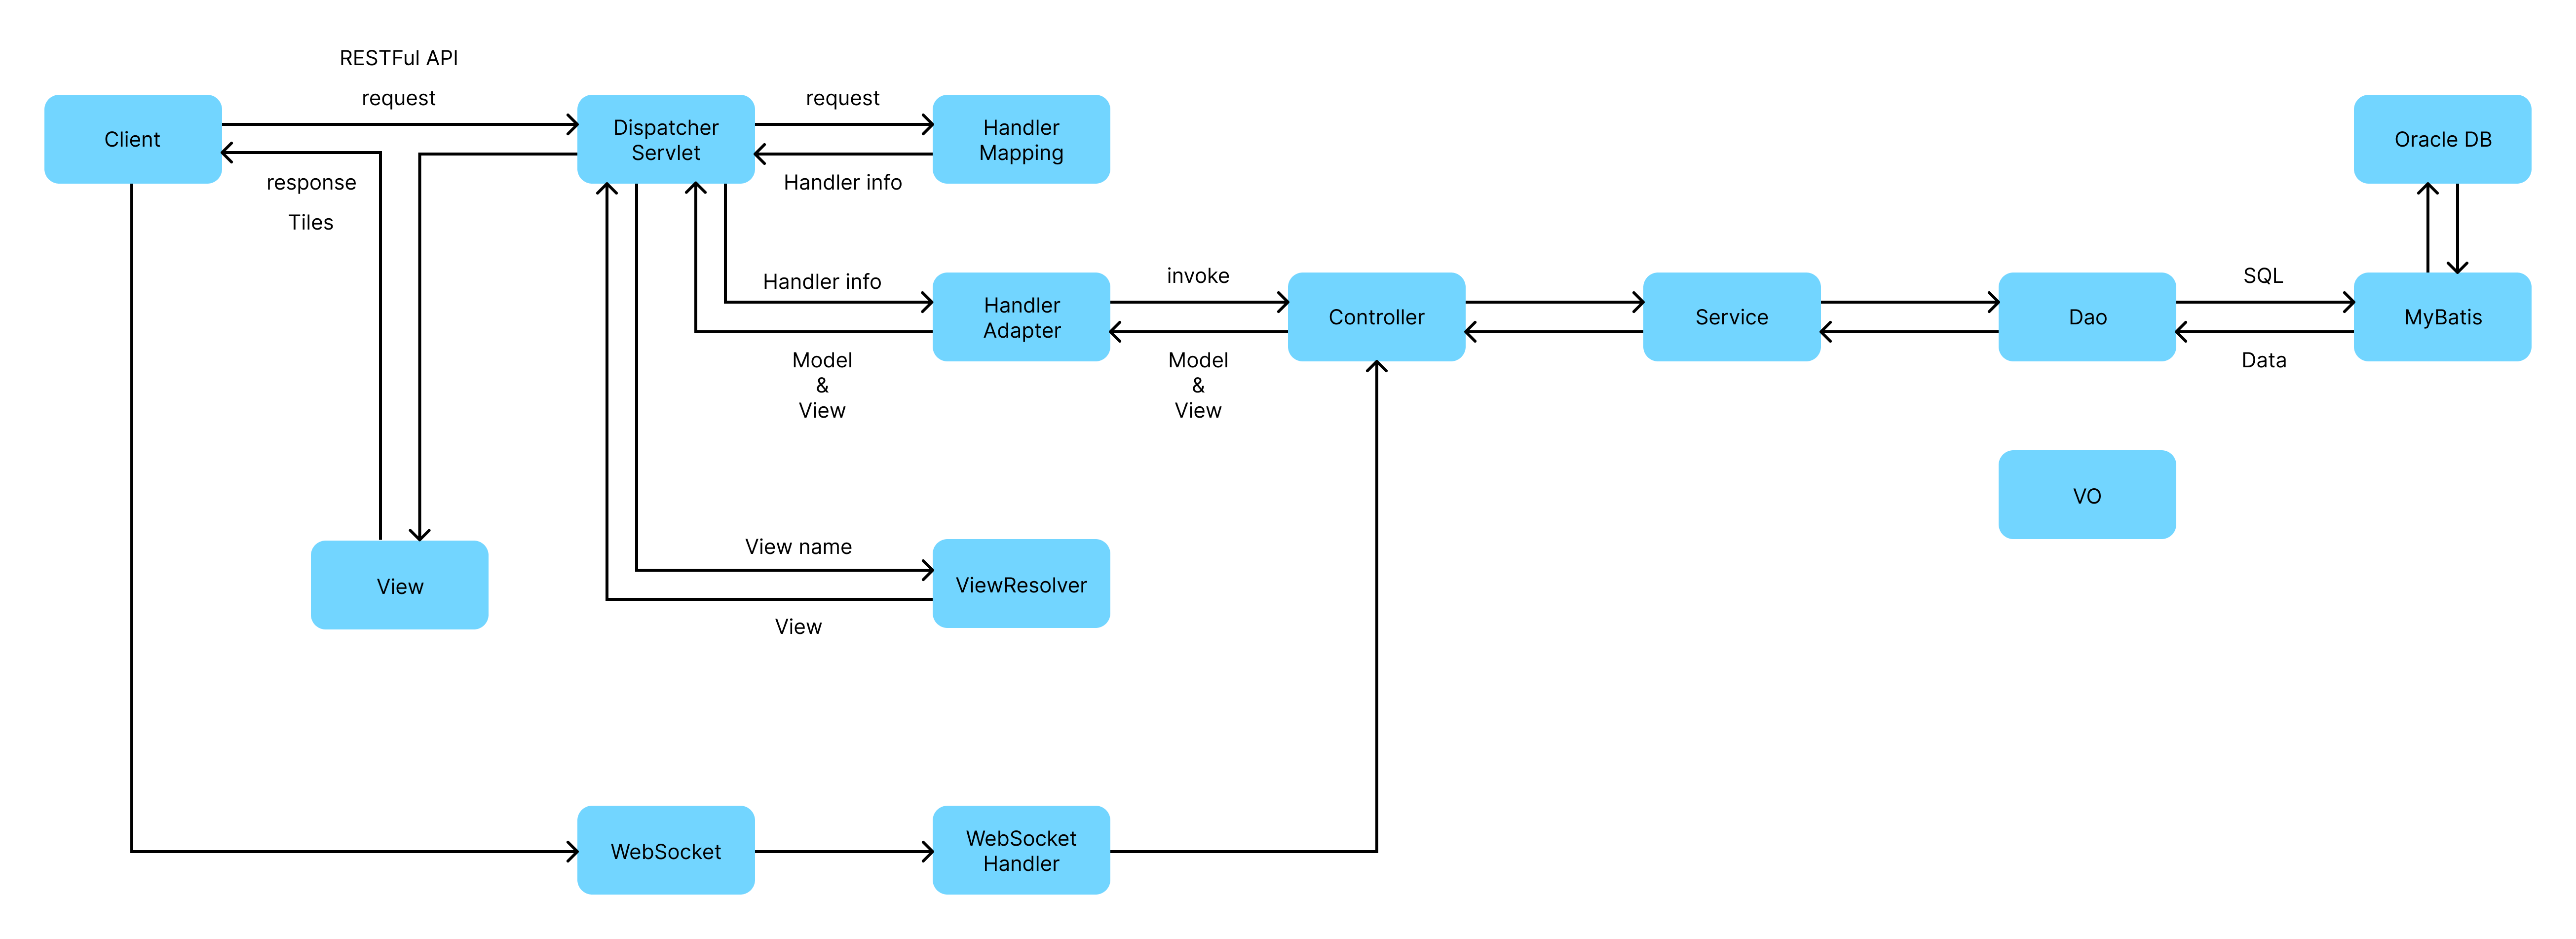 RESTFul API
request
request
Client
Dispatcher
Servlet
Handler
Mapping
Oracle DB
response
Tiles
Handler info
Handler info
invoke
SQL
Handler
Adapter
Controller
Service
Dao
MyBatis
Model
&
View
Model
&
View
Data
VO
View name
View
ViewResolver
View
WebSocket
WebSocket
Handler